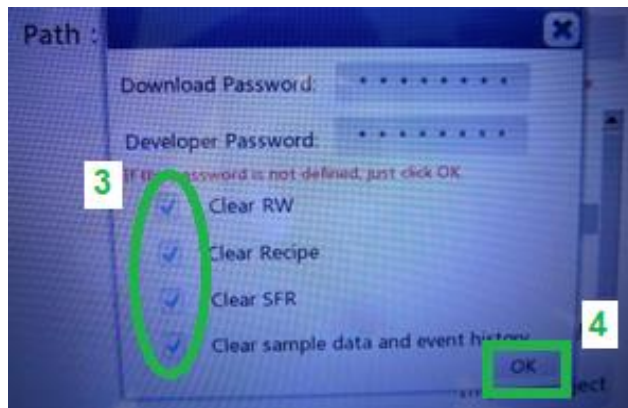 Path :
Download Password: ********
Developer Password: ********
If the password is not defined, just click OK.
3
Clear RW
Clear Recipe
Clear SFR
Clear sample data and event history
4
OK
ject